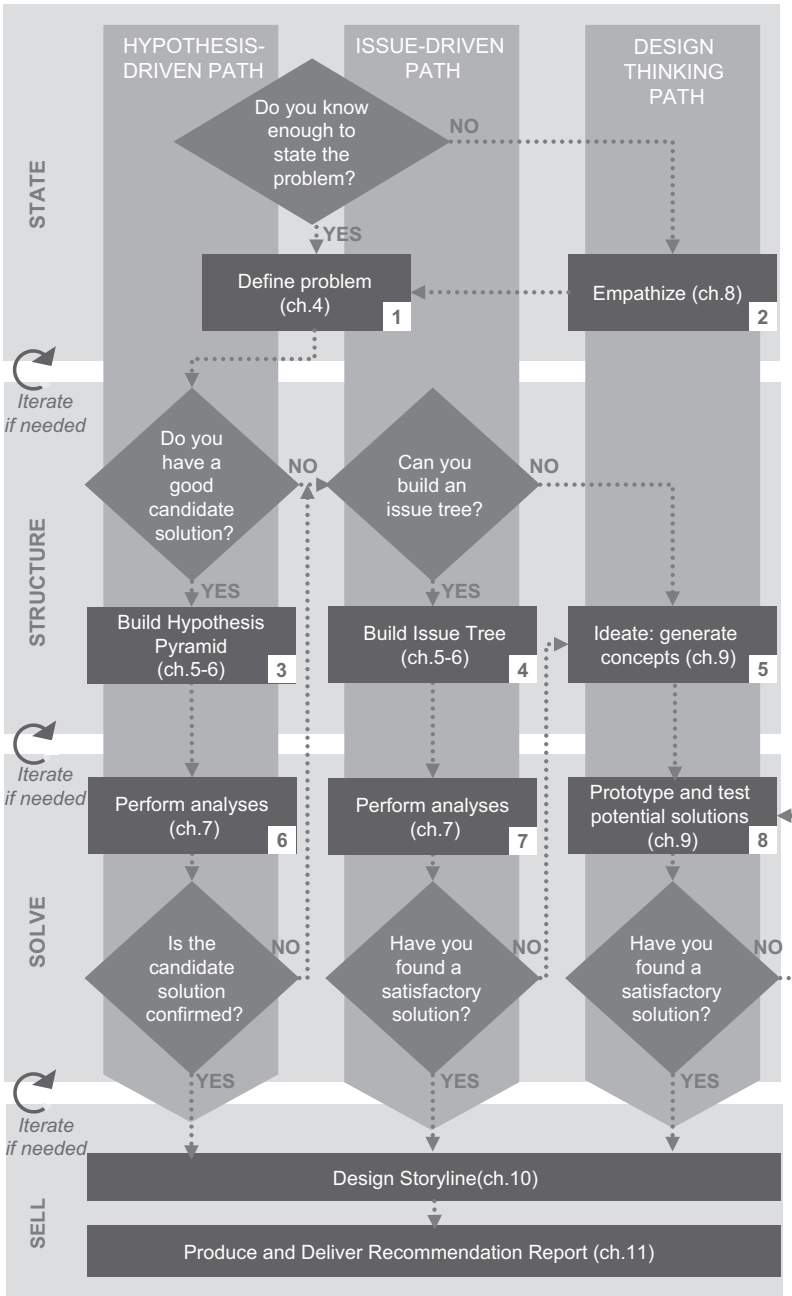 HYPOTHESIS-
DRIVEN PATH
ISSUE-DRIVEN
PATH
DESIGN
THINKING
PATH
STATE
Do you know
enough to
state the
problem?
NO
YES
Define problem
(ch.4)
1
Empathize (ch.8)
2
Iterate
if needed
STRUCTURE
Do you
have a
good
candidate
solution?
NO
YES
Can you
build an
issue tree?
NO
YES
Build Hypothesis
Pyramid
(ch.5-6)
3
Build Issue Tree
(ch.5-6)
4
Ideate: generate
concepts (ch.9)
5
Iterate
if needed
SOLVE
Perform analyses
(ch.7)
6
Perform analyses
(ch.7)
7
Prototype and test
potential solutions
(ch.9)
8
Is the
candidate
solution
confirmed?
NO
YES
Have you
found a
satisfactory
solution?
NO
YES
Have you
found a
satisfactory
solution?
NO
YES
Iterate
if needed
SELL
Design Storyline(ch.10)
Produce and Deliver Recommendation Report (ch.11)